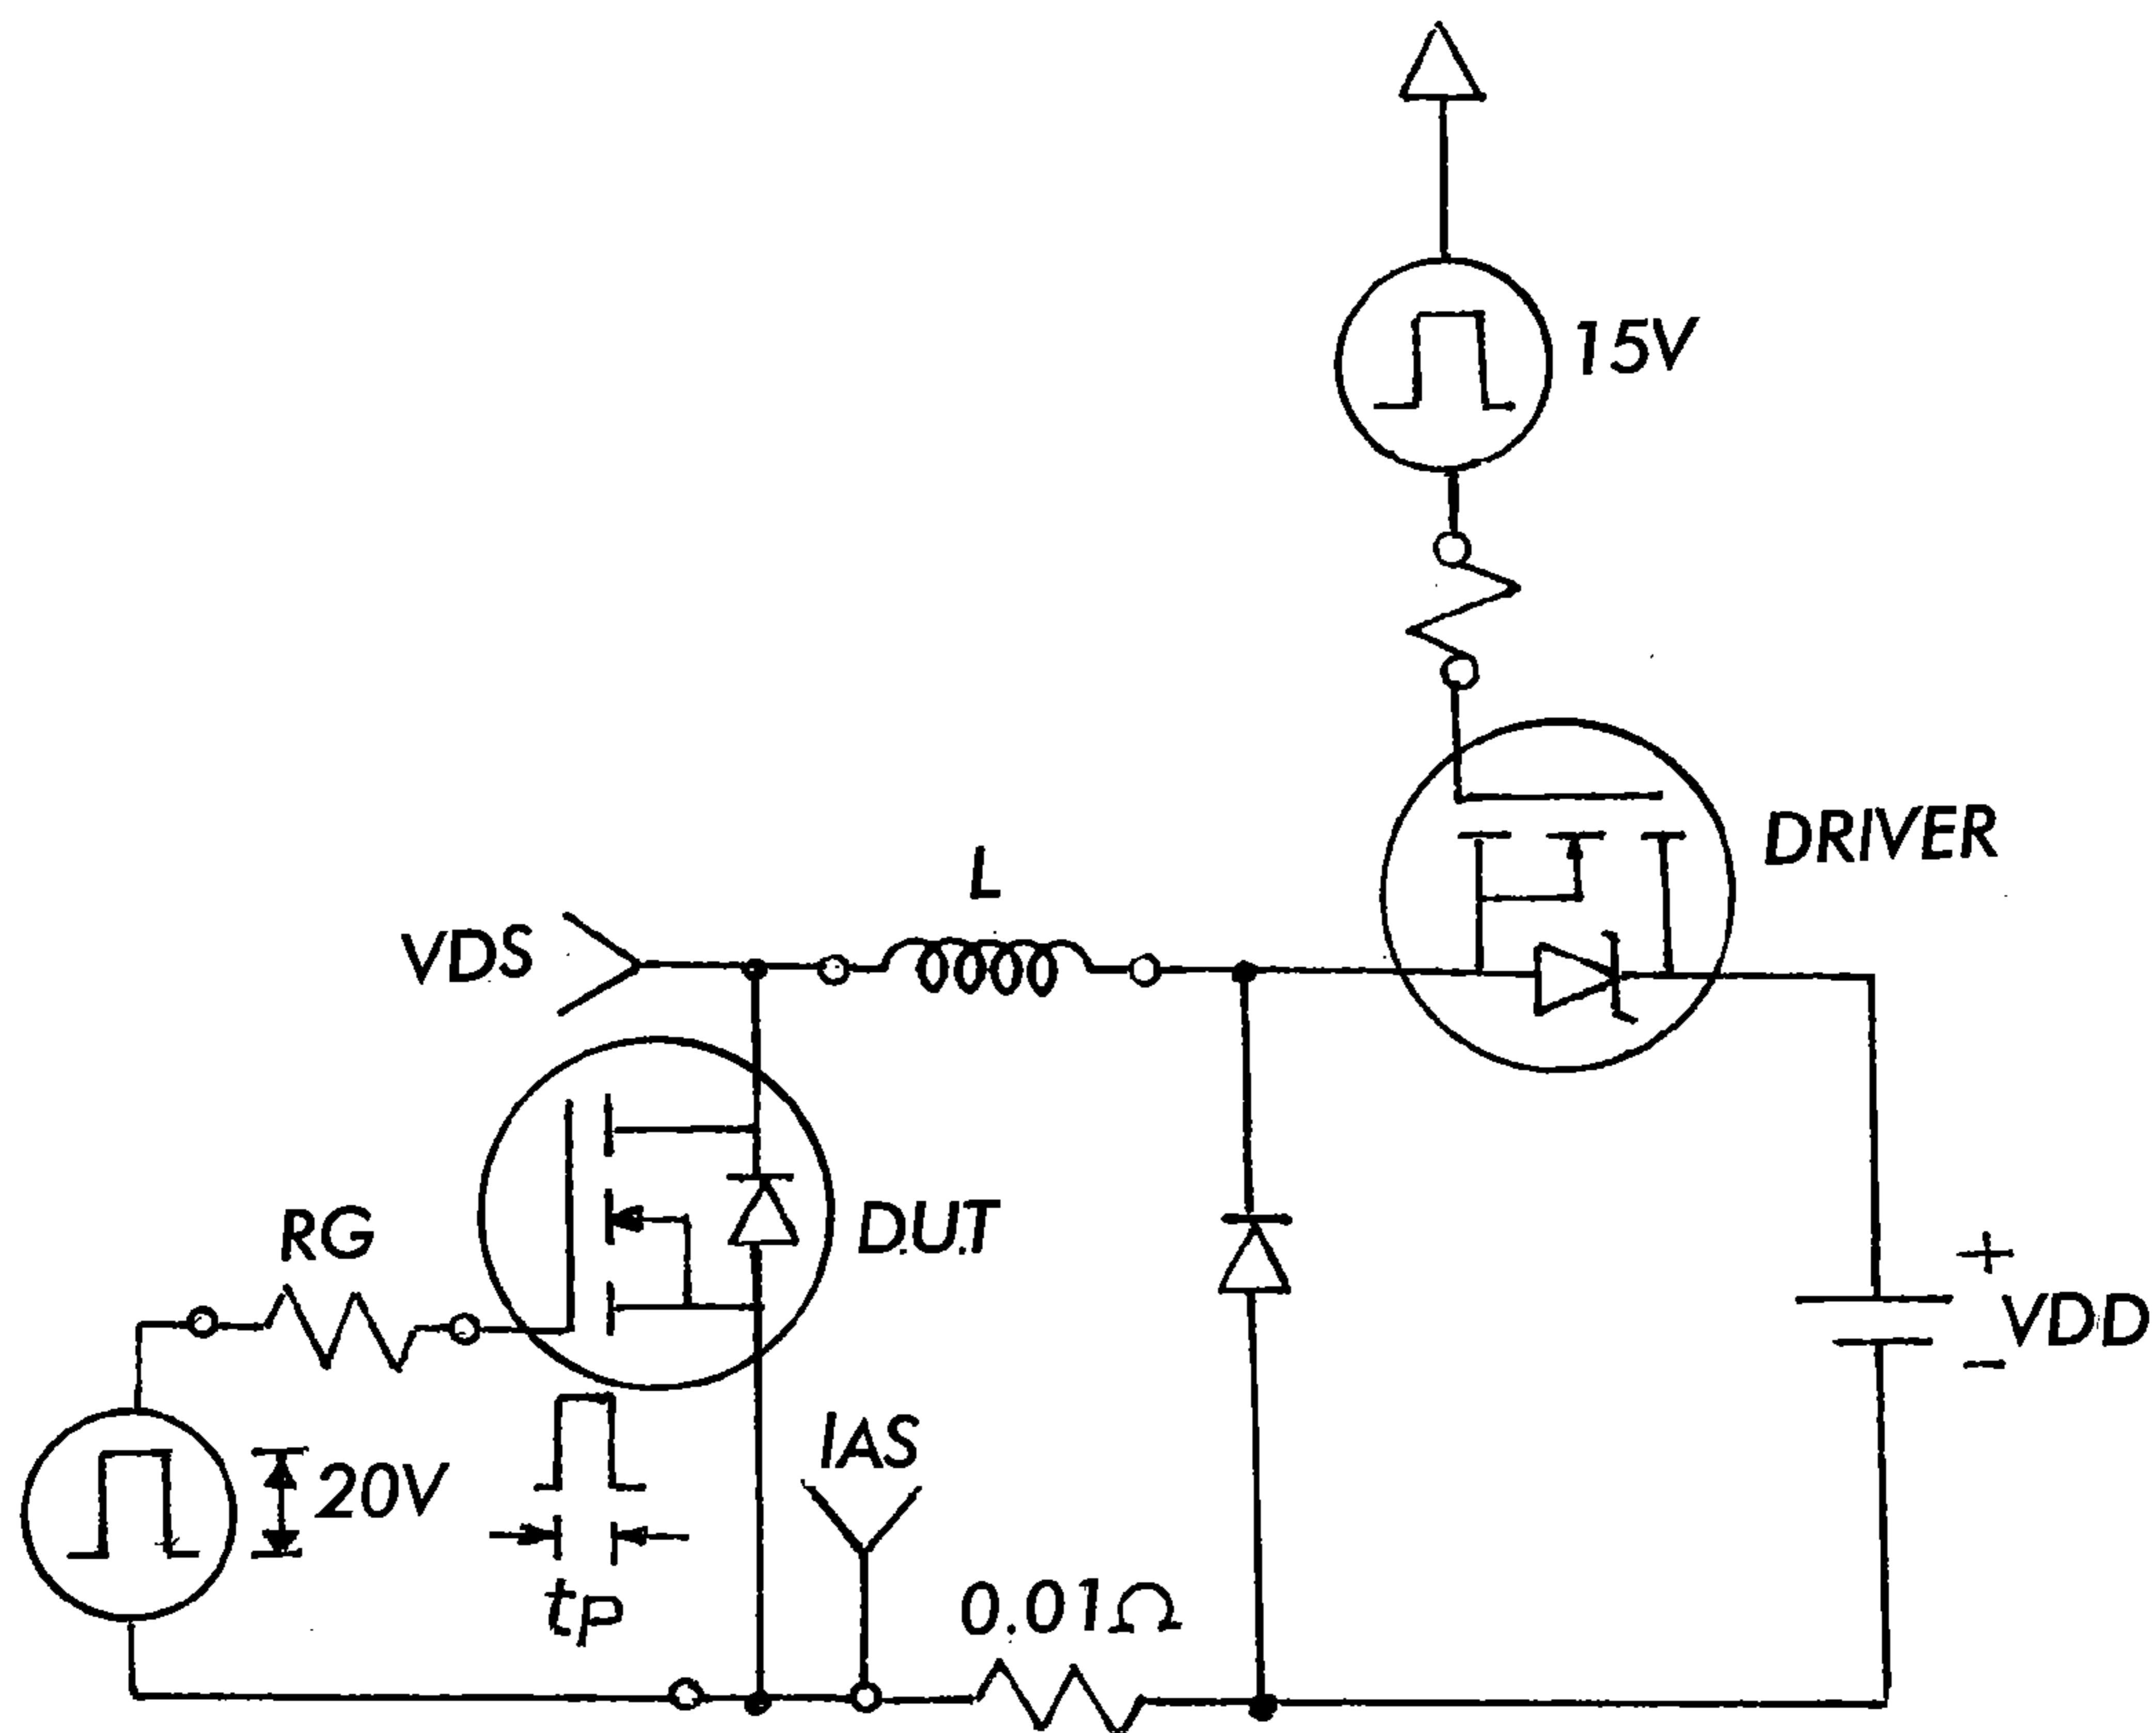 15V
DRIVER
L
VDS
D.U.T
RG
+
VDD
-
IAS
20V
tp
0.01Ω